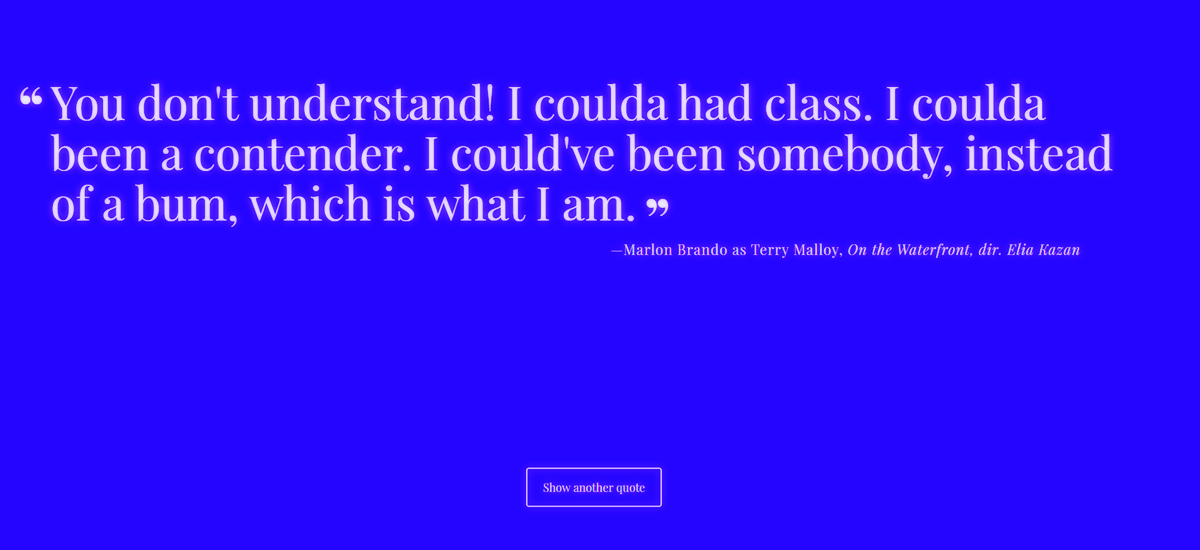 “ You don't understand! I coulda had class. I coulda
been a contender. I could've been somebody, instead
of a bum, which is what I am. ”
—Marlon Brando as Terry Malloy, On the Waterfront, dir. Elia Kazan
Show another quote